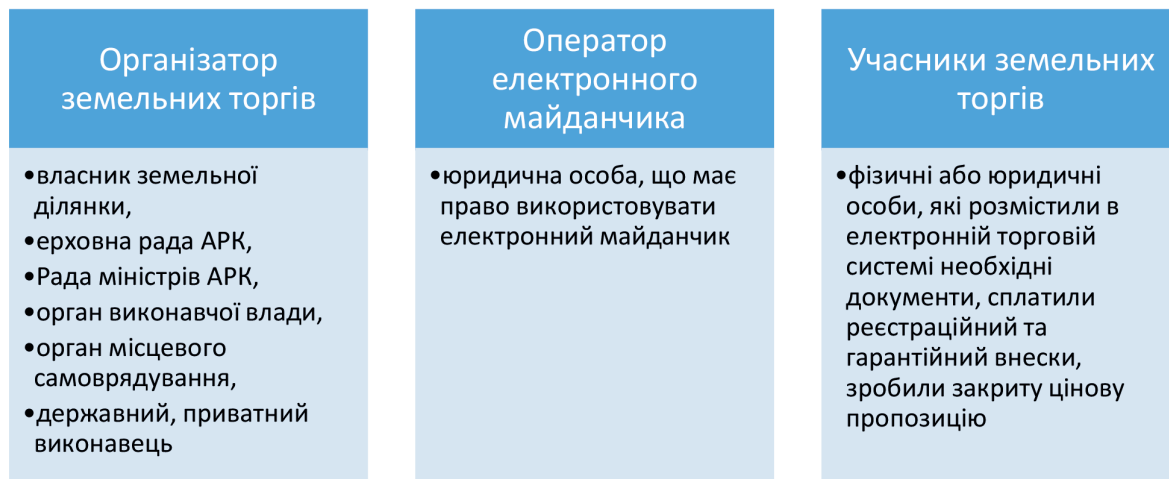 Організатор
земельних торгів
•власник земельної
ділянки,
•ерховна рада АРК,
•Рада міністрів АРК,
•орган виконавчої влади,
•орган місцевого
самоврядування,
•державний, приватний
виконавець
Оператор
електронного
майданчика
•юридична особа, що має
право використовувати
електронний майданчик
Учасники земельних
торгів
•фізичні або юридичні
особи, які розмістили в
електронній торговій
системі необхідні
документи, сплатили
реєстраційний та
гарантійний внески,
зробили закриту цінову
пропозицію